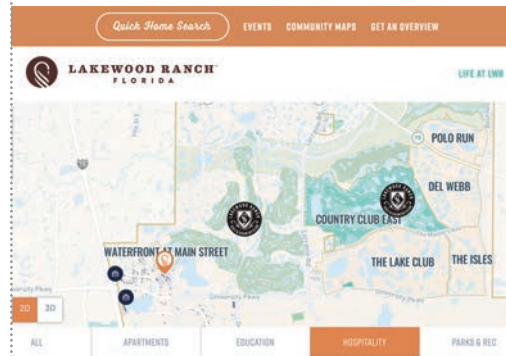 Quick Home Search
EVENTS
COMMUNITY MAPS
GET AN OVERVIEW
LAKEWOOD RANCH
FLORIDA
LIFE AT LWR
POLO RUN
DEL WEBB
COUNTRY CLUB EAST
WATERFRONT AT MAIN STREET
THE LAKE CLUB
THE ISLES
University Pkwy
2D
3D
ALL
APARTMENTS
EDUCATION
HOSPITALITY
PARKS & REC